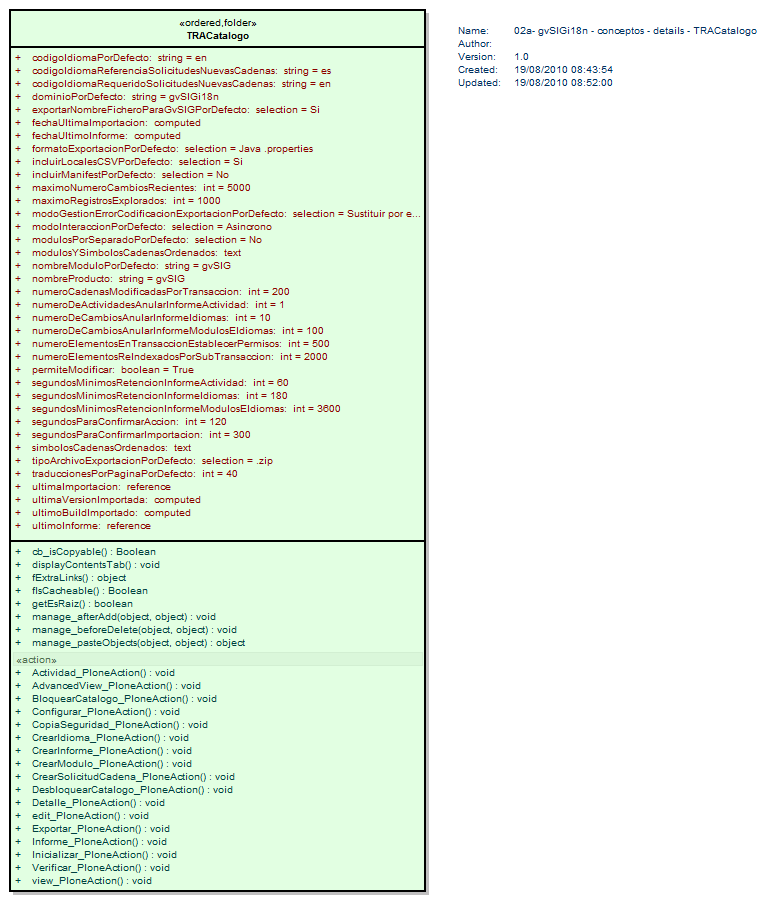 «ordered,folder»
TRACatalogo
+ codigoIdiomaPorDefecto: string = en
+ codigoIdiomaReferenciaSolicitudesNuevasCadenas: string = es
+ codigoIdiomaRequeridoSolicitudesNuevasCadenas: string = en
+ dominioPorDefecto: string = gvSIGi18n
+ exportarNombreFicheroParaGvSIGPorDefecto: selection = Si
+ fechaUltimaImportacion: computed
+ fechaUltimoInforme: computed
+ formatoExportacionPorDefecto: selection = Java .properties
+ incluirLocalesCSVPorDefecto: selection = Si
+ incluirManifestPorDefecto: selection = No
+ maximoNumeroCambiosRecientes: int = 5000
+ maximoRegistrosExplorados: int = 1000
+ modoGestionErrorCodificacionExportacionPorDefecto: selection = Sustituir por e...
+ modoInteraccionPorDefecto: selection = Asincrono
+ modulosPorSeparadoPorDefecto: selection = No
+ modulosYSimbolosCadenasOrdenados: text
+ nombreModuloPorDefecto: string = gvSIG
+ nombreProducto: string = gvSIG
+ numeroCadenasModificadasPorTransaccion: int = 200
+ numeroDeActividadesAnularInformeActividad: int = 1
+ numeroDeCambiosAnularInformeIdiomas: int = 10
+ numeroDeCambiosAnularInformeModulosEIdiomas: int = 100
+ numeroElementosEnTransaccionEstablecerPermisos: int = 500
+ numeroElementosReIndexadosPorSubTransaccion: int = 2000
+ permiteModificar: boolean = True
+ segundosMinimosRetencionInformeActividad: int = 60
+ segundosMinimosRetencionInformeIdiomas: int = 180
+ segundosMinimosRetencionInformeModulosEIdiomas: int = 3600
+ segundosParaConfirmarAccion: int = 120
+ segundosParaConfirmarImportacion: int = 300
+ simbolosCadenasOrdenados: text
+ tipoArchivoExportacionPorDefecto: selection = .zip
+ traduccionesPorPaginaPorDefecto: int = 40
+ ultimaImportacion: reference
+ ultimaVersionImportada: computed
+ ultimoBuildImportado: computed
+ ultimoInforme: reference
+ cb_isCopyable() : Boolean
+ displayContentsTab() : void
+ fExtraLinks() : object
+ fIsCacheable() : Boolean
+ getEsRaiz() : boolean
+ manage_afterAdd(object, object) : void
+ manage_beforeDelete(object, object) : void
+ manage_pasteObjects(object, object) : object
«action»
+ Actividad_PloneAction() : void
+ AdvancedView_PloneAction() : void
+ BloquearCatalogo_PloneAction() : void
+ Configurar_PloneAction() : void
+ CopiaSeguridad_PloneAction() : void
+ CrearIdioma_PloneAction() : void
+ CrearInforme_PloneAction() : void
+ CrearModulo_PloneAction() : void
+ CrearSolicitudCadena_PloneAction() : void
+ DesbloquearCatalogo_PloneAction() : void
+ Detalle_PloneAction() : void
+ edit_PloneAction() : void
+ Exportar_PloneAction() : void
+ Informe_PloneAction() : void
+ Inicializar_PloneAction() : void
+ Verificar_PloneAction() : void
+ view_PloneAction() : void
Name: 02a- gvSIGi18n - conceptos - details - TRACatalogo
Author:
Version: 1.0
Created: 19/08/2010 08:43:54
Updated: 19/08/2010 08:52:00